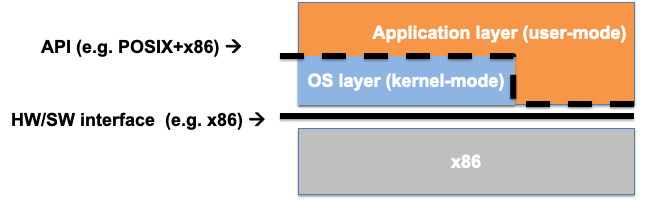 Application layer (user-mode)
API (e.g. POSIX+x86) →
OS layer (kernel-mode)
HW/SW interface (e.g. x86) →
x86